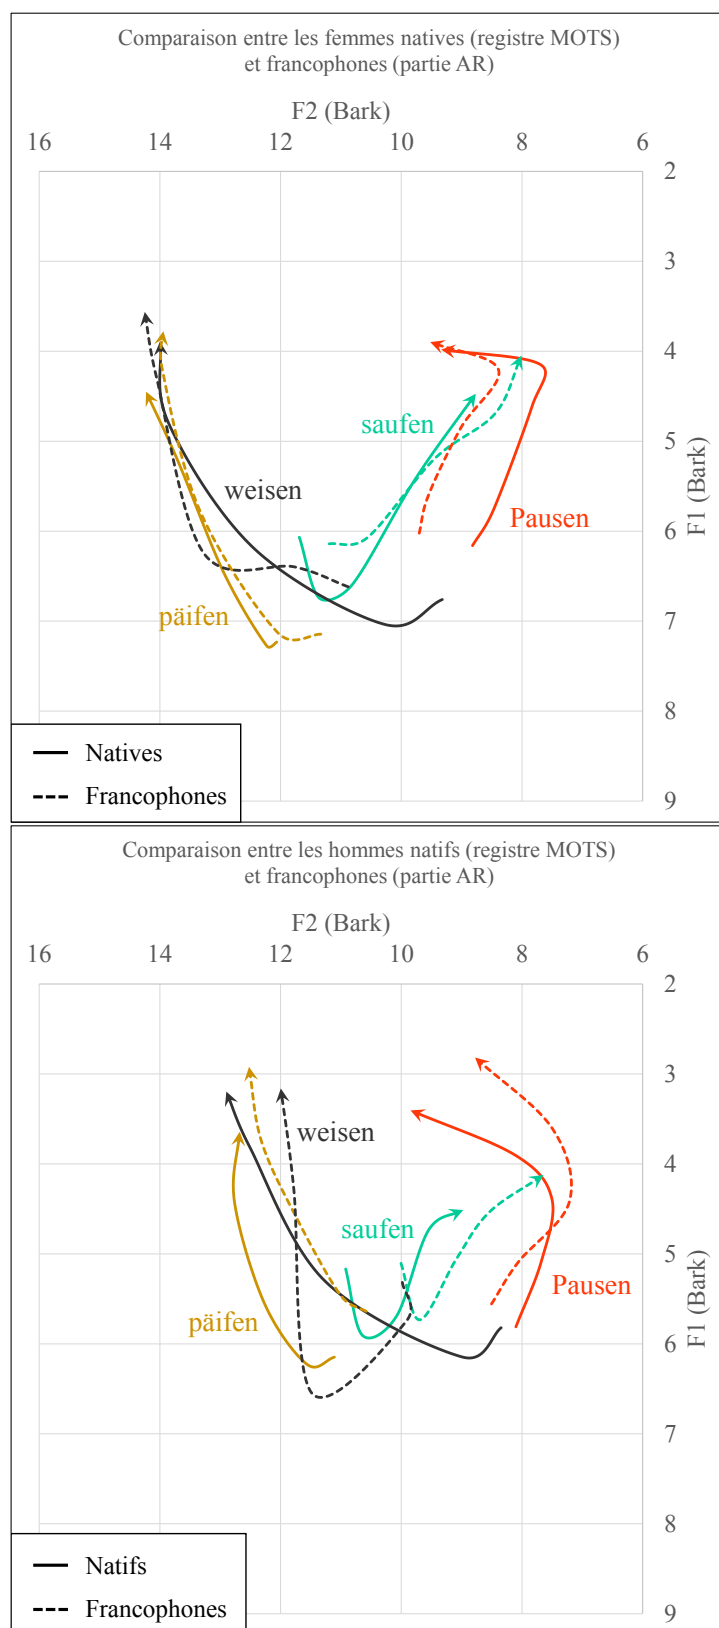 Comparaison entre les femmes natives (registre MOTS)
et francophones (partie AR)
F2 (Bark)
16 14 12 10 8 6
2
3
4
saufen
5
weisen
Pausen
F1 (Bark)
6
päifen
7
8
Natives
Francophones
9
Comparaison entre les hommes natifs (registre MOTS)
et francophones (partie AR)
F2 (Bark)
16 14 12 10 8 6
2
3
weisen
4
saufen
5
Pausen
F1 (Bark)
päifen
6
7
8
Natifs
Francophones
9